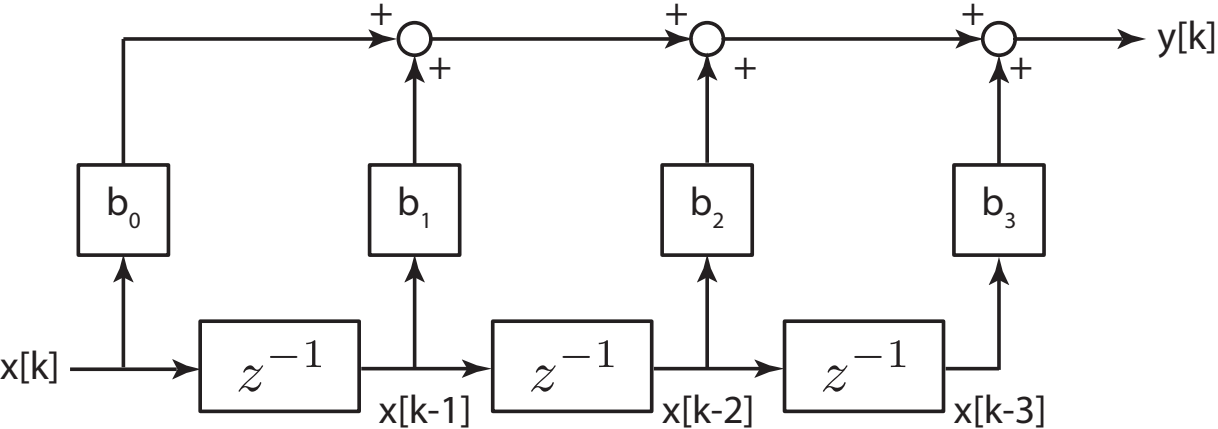 + + + y[k]
+ + +
b₀ b₁ b₂ b₃
x[k] z⁻¹ z⁻¹ z⁻¹
x[k-1] x[k-2] x[k-3]